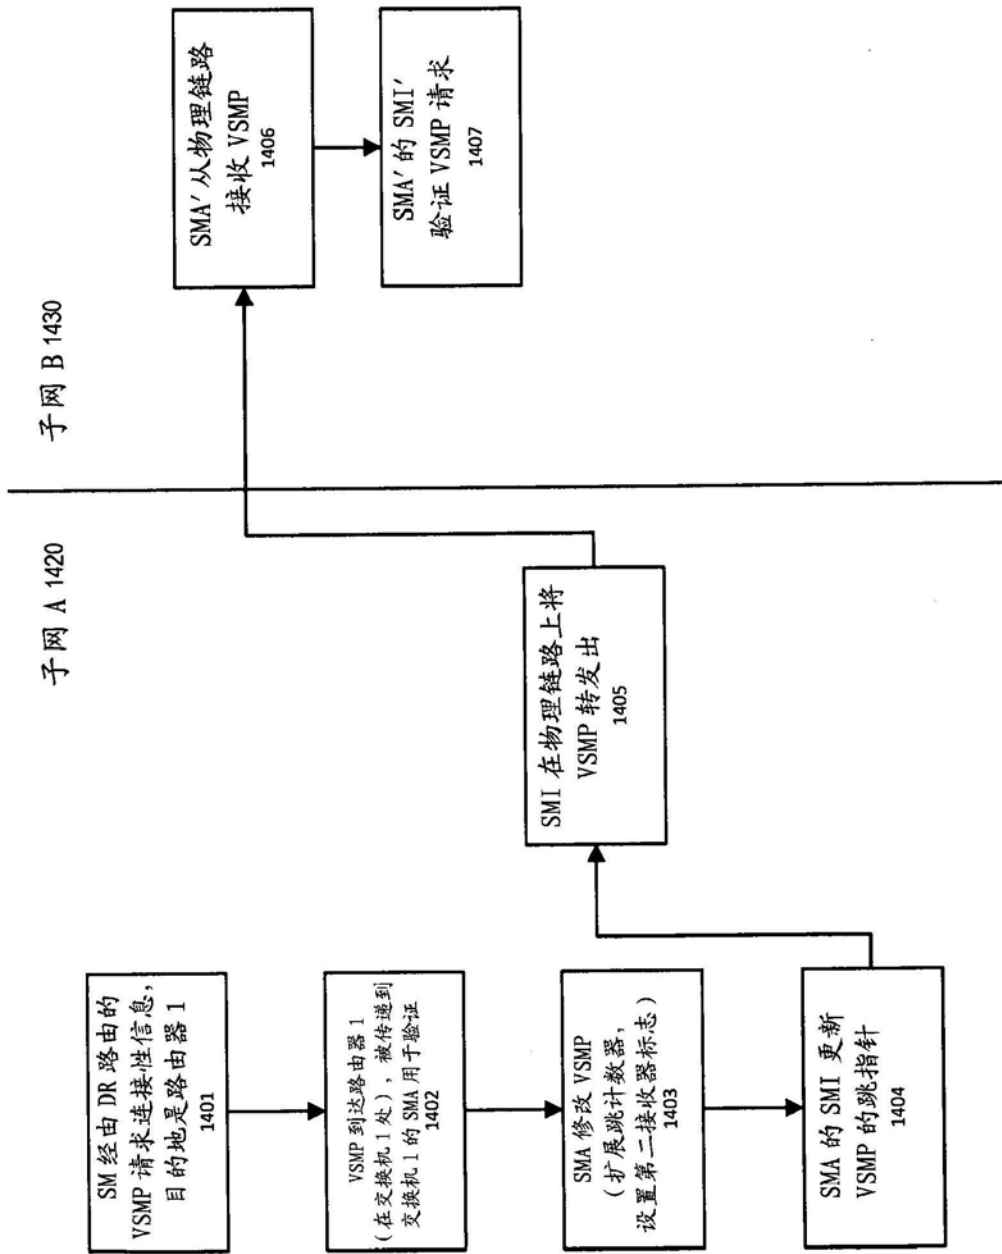 子网 A 1420
子网 B 1430
SM 经由 DR 路由的
VSMP 请求连接性信息，
目的地是路由器 1
1401
VSMP 到达路由器 1
（在交换机 1 处），被传递到
交换机 1 的 SMA 用于验证
1402
SMA 修改 VSMP
（扩展跳计数器，
设置第二接收器标志）
1403
SMA 的 SMI 更新
VSMP 的跳指针
1404
SMI 在物理链路上将
VSMP 转发出
1405
SMA′ 从物理链路
接收 VSMP
1406
SMA′ 的 SMI′
验证 VSMP 请求
1407